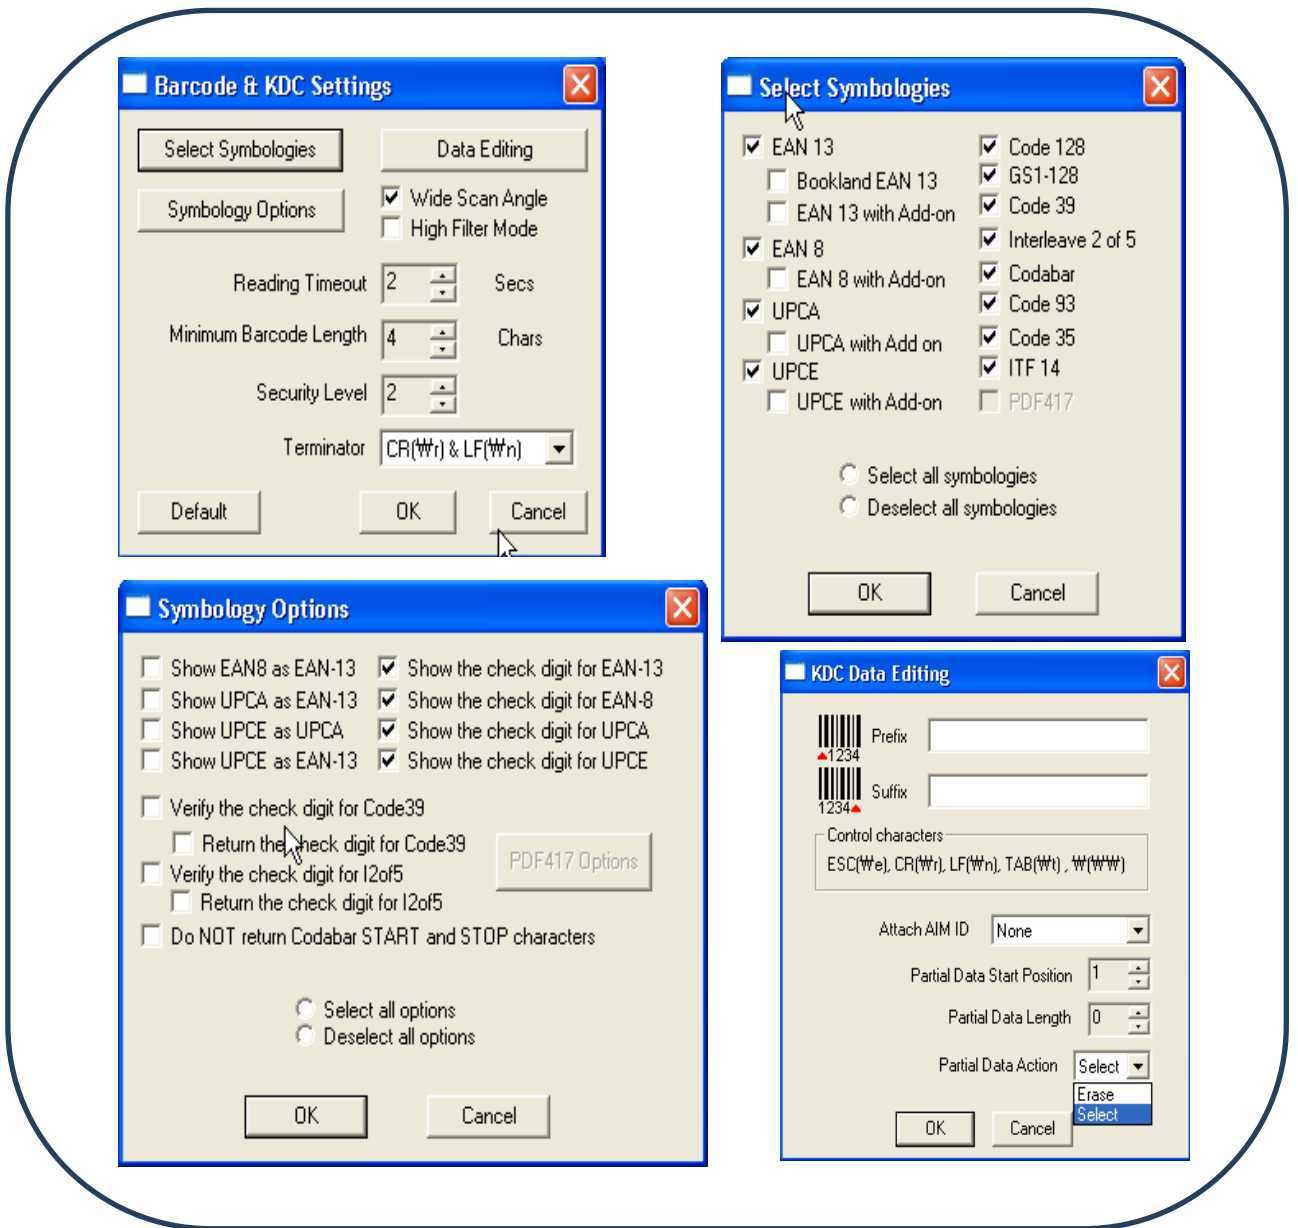 Barcode & KDC Settings
Select Symbologies
Data Editing
Symbology Options
Wide Scan Angle
High Filter Mode
Reading Timeout 2 Secs
Minimum Barcode Length 4 Chars
Security Level 2
Terminator CR(₩r) & LF(₩n)
Default OK Cancel
Select Symbologies
EAN 13
Bookland EAN 13
EAN 13 with Add-on
EAN 8
EAN 8 with Add-on
UPCA
UPCA with Add on
UPCE
UPCE with Add-on
Code 128
GS1-128
Code 39
Interleave 2 of 5
Codabar
Code 93
Code 35
ITF 14
PDF417
Select all symbologies
Deselect all symbologies
OK Cancel
Symbology Options
Show EAN8 as EAN-13
Show UPCA as EAN-13
Show UPCE as UPCA
Show UPCE as EAN-13
Show the check digit for EAN-13
Show the check digit for EAN-8
Show the check digit for UPCA
Show the check digit for UPCE
Verify the check digit for Code39
Return the check digit for Code39
Verify the check digit for I2of5
Return the check digit for I2of5
Do NOT return Codabar START and STOP characters
PDF417 Options
Select all options
Deselect all options
OK Cancel
KDC Data Editing
1234 Prefix
1234 Suffix
Control characters
ESC(₩e), CR(₩r), LF(₩n), TAB(₩t) , ₩(₩₩)
Attach AIM ID None
Partial Data Start Position 1
Partial Data Length 0
Partial Data Action Select
Erase
Select
OK Cancel